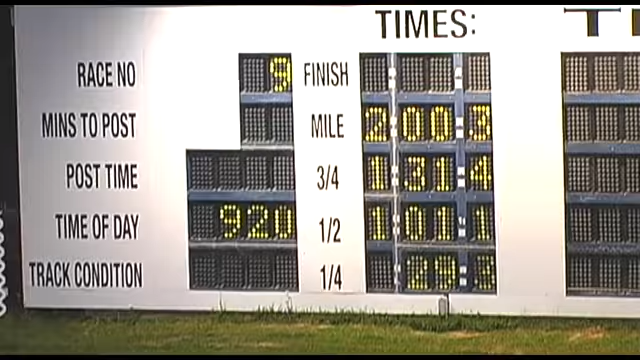 TIMES:
RACE NO 9 FINISH
MINS TO POST MILE 2:00:3
POST TIME 3/4 1:31:4
TIME OF DAY 920 1/2 1:01:1
TRACK CONDITION 1/4 :29:3